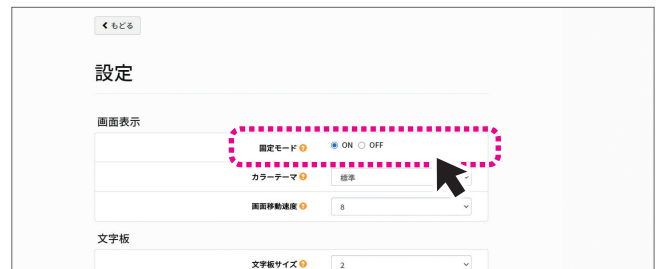 もどる
設定
画面表示
固定モード ? ON OFF
カラーテーマ ? 標準
画面移動速度 ? 8
文字板
文字板サイズ ? 2